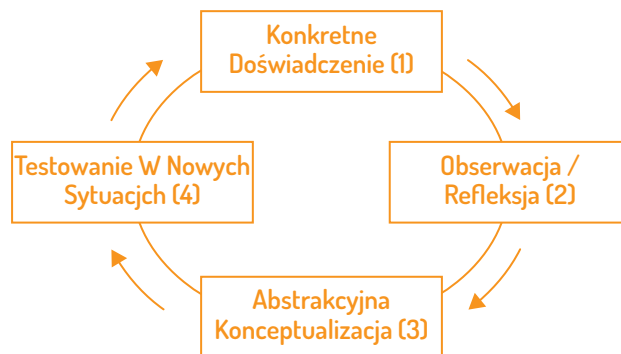 Konkretne
Doświadczenie (1)
Testowanie W Nowych
Sytuacjch (4)
Obserwacja /
Refleksja (2)
Abstrakcyjna
Konceptualizacja (3)